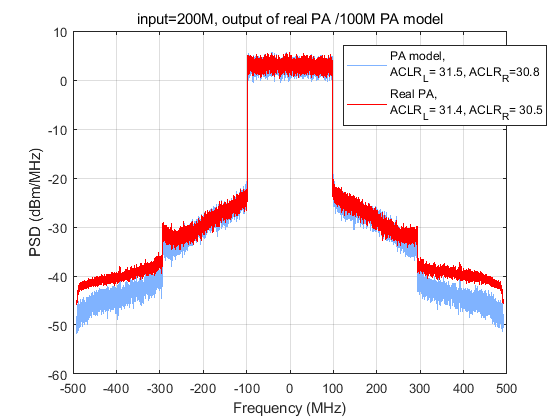 input=200M, output of real PA /100M PA model
PA model,
ACLR_L= 31.5, ACLR_R=30.8
Real PA,
ACLR_L= 31.4, ACLR_R= 30.5
PSD (dBm/MHz)
10
0
-10
-20
-30
-40
-50
-60
-500 -400 -300 -200 -100 0 100 200 300 400 500
Frequency (MHz)